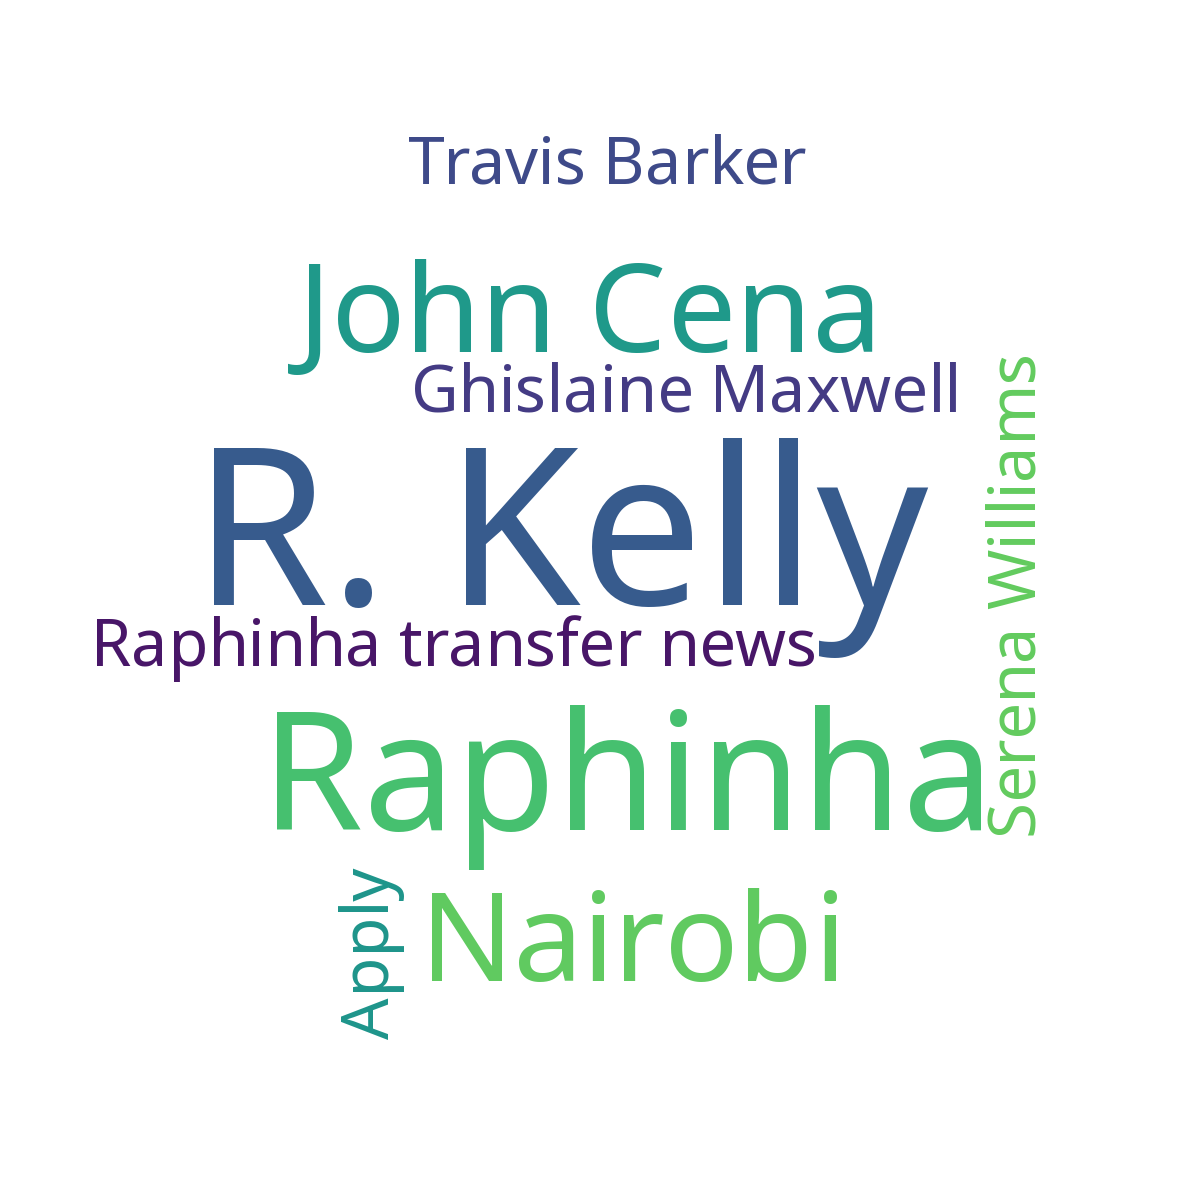 Travis Barker
John Cena
Ghislaine Maxwell
R. Kelly
Serena Williams
Raphinha transfer news
Raphinha
Nairobi
Apply